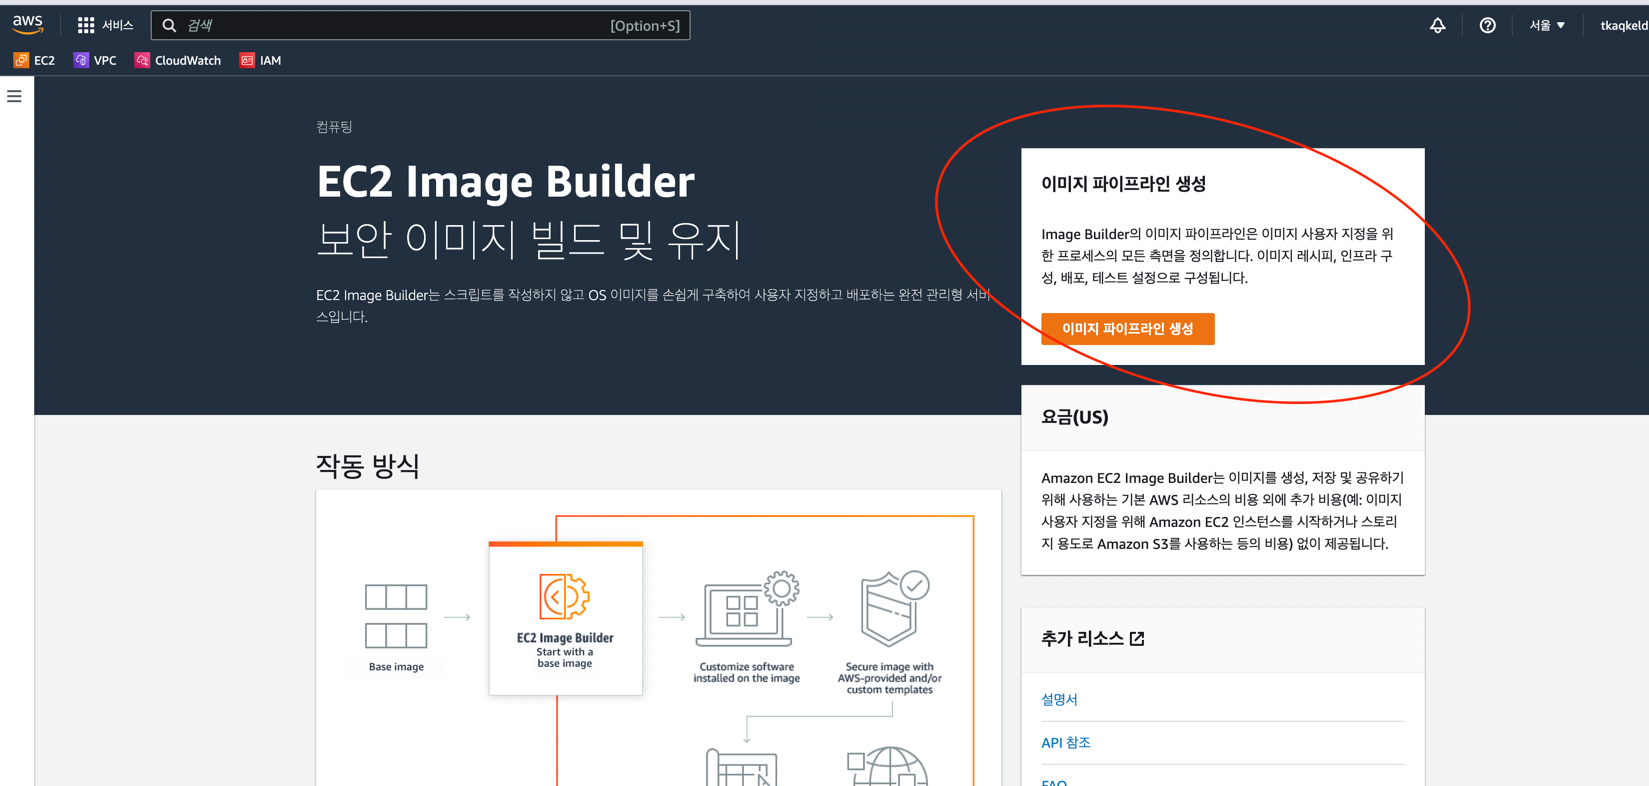 aws
서비스
검색
[Option+S]
서울
tkaqkeld
EC2
VPC
CloudWatch
IAM
컴퓨팅
EC2 Image Builder
보안 이미지 빌드 및 유지
EC2 Image Builder는 스크립트를 작성하지 않고 OS 이미지를 손쉽게 구축하여 사용자 지정하고 배포하는 완전 관리형 서비
스입니다.
이미지 파이프라인 생성
Image Builder의 이미지 파이프라인은 이미지 사용자 지정을 위
한 프로세스의 모든 측면을 정의합니다. 이미지 레시피, 인프라 구
성, 배포, 테스트 설정으로 구성됩니다.
이미지 파이프라인 생성
요금(US)
Amazon EC2 Image Builder는 이미지를 생성, 저장 및 공유하기
위해 사용하는 기본 AWS 리소스의 비용 외에 추가 비용(예: 이미지
사용자 지정을 위해 Amazon EC2 인스턴스를 시작하거나 스토리
지 용도로 Amazon S3를 사용하는 등의 비용) 없이 제공됩니다.
작동 방식
Base image
EC2 Image Builder
Start with a
base image
Customize software
installed on the image
Secure image with
AWS-provided and/or
custom templates
추가 리소스
설명서
API 참조
FAQ